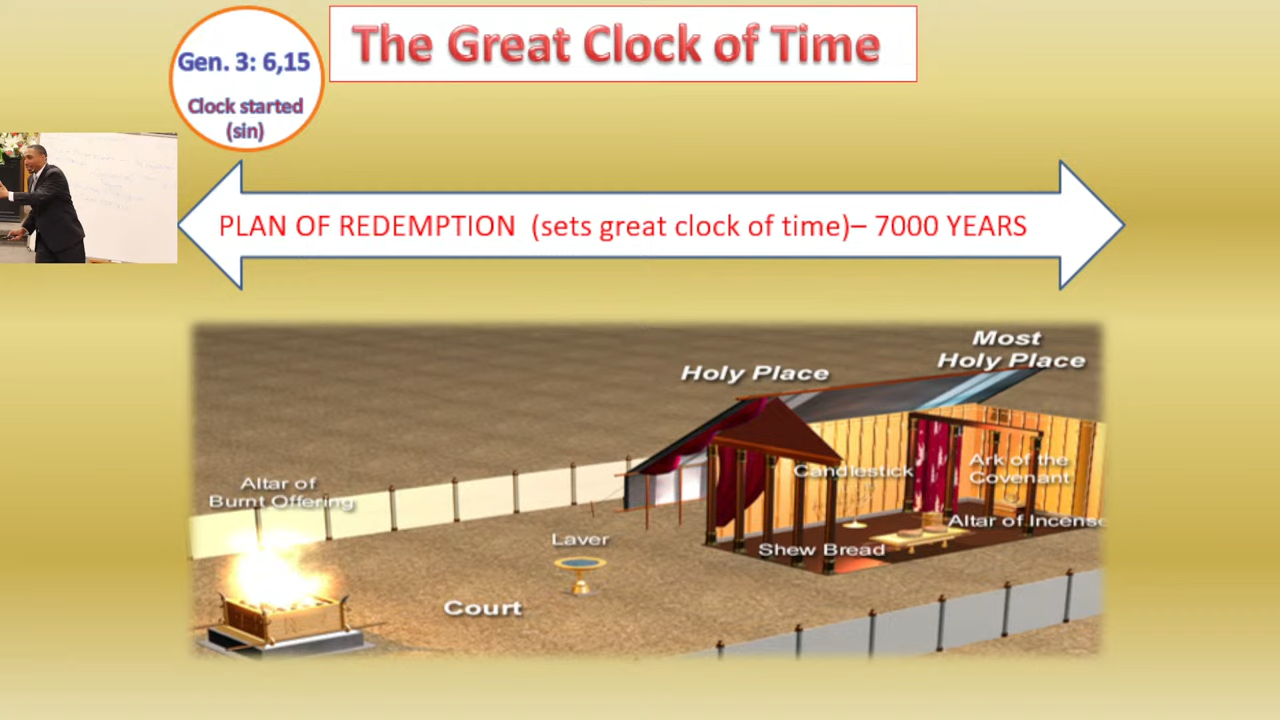 Gen. 3: 6,15
Clock started
(sin)
The Great Clock of Time
PLAN OF REDEMPTION (sets great clock of time)– 7000 YEARS
Most
Holy Place
Holy Place
Candlestick
Ark of the
Covenant
Altar of
Burnt Offering
Altar of Incense
Laver
Shew Bread
Court